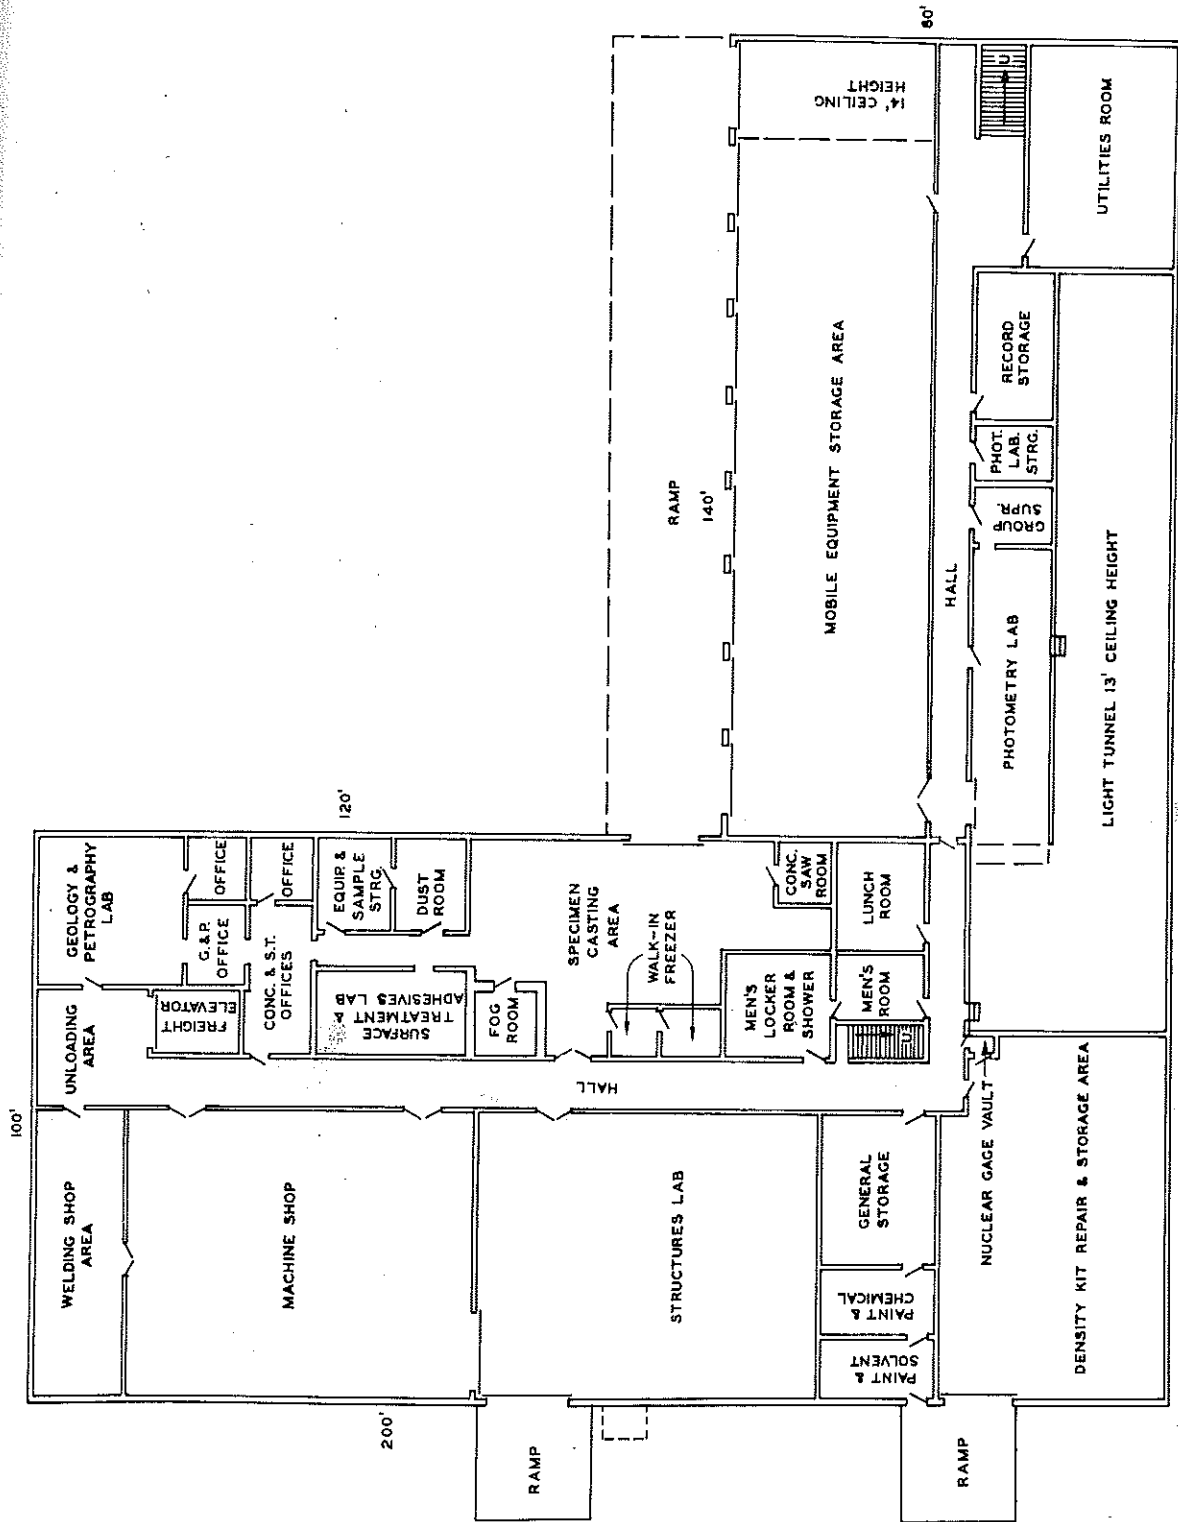 80'
14' CEILING
HEIGHT
U
UTILITIES ROOM
RAMP
140'
MOBILE EQUIPMENT STORAGE AREA
RECORD
STORAGE
PHOT.
LAB.
STRG.
GROUP
SUPR.
HALL
PHOTOMETRY LAB
LIGHT TUNNEL 13' CEILING HEIGHT
120'
GEOLOGY &
PETROGRAPHY
LAB
OFFICE
OFFICE
G.&P.
OFFICE
EQUIP. &
SAMPLE
STRG.
DUST
ROOM
CONC. & S.T.
OFFICES
UNLOADING
AREA
FREIGHT
ELEVATOR
SURFACE
TREATMENT &
ADHESIVES LAB
FOG
ROOM
SPECIMEN
CASTING
AREA
WALK-IN
FREEZER
CONC.
SAW
ROOM
LUNCH
ROOM
MEN'S
LOCKER
ROOM &
SHOWER
MEN'S
ROOM
U
HALL
100'
WELDING SHOP
AREA
MACHINE SHOP
STRUCTURES LAB
GENERAL
STORAGE
PAINT &
CHEMICAL
PAINT &
SOLVENT
NUCLEAR GAGE VAULT
DENSITY KIT REPAIR & STORAGE AREA
200'
RAMP
RAMP